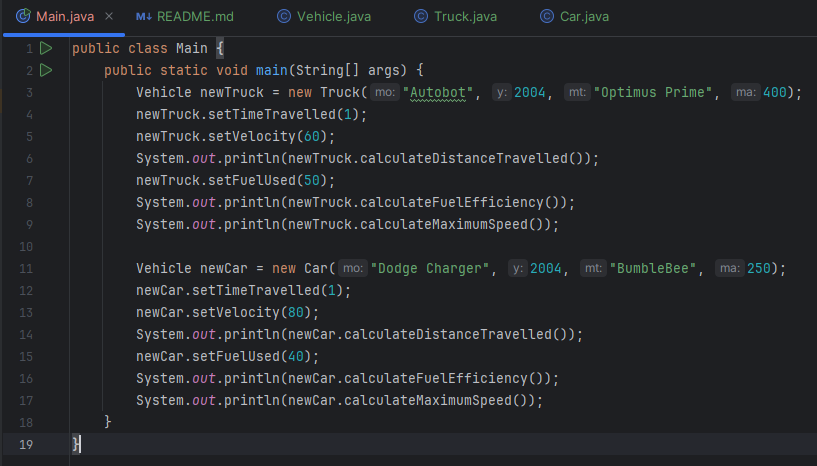 Main.java × README.md Vehicle.java Truck.java Car.java
1 public class Main {
2 public static void main(String[] args) {
3 Vehicle newTruck = new Truck( mo: "Autobot", y: 2004, mt: "Optimus Prime", ma: 400);
4 newTruck.setTimeTravelled(1);
5 newTruck.setVelocity(60);
6 System.out.println(newTruck.calculateDistanceTravelled());
7 newTruck.setFuelUsed(50);
8 System.out.println(newTruck.calculateFuelEfficiency());
9 System.out.println(newTruck.calculateMaximumSpeed());
10
11 Vehicle newCar = new Car( mo: "Dodge Charger", y: 2004, mt: "BumbleBee", ma: 250);
12 newCar.setTimeTravelled(1);
13 newCar.setVelocity(80);
14 System.out.println(newCar.calculateDistanceTravelled());
15 newCar.setFuelUsed(40);
16 System.out.println(newCar.calculateFuelEfficiency());
17 System.out.println(newCar.calculateMaximumSpeed());
18 }
19 }